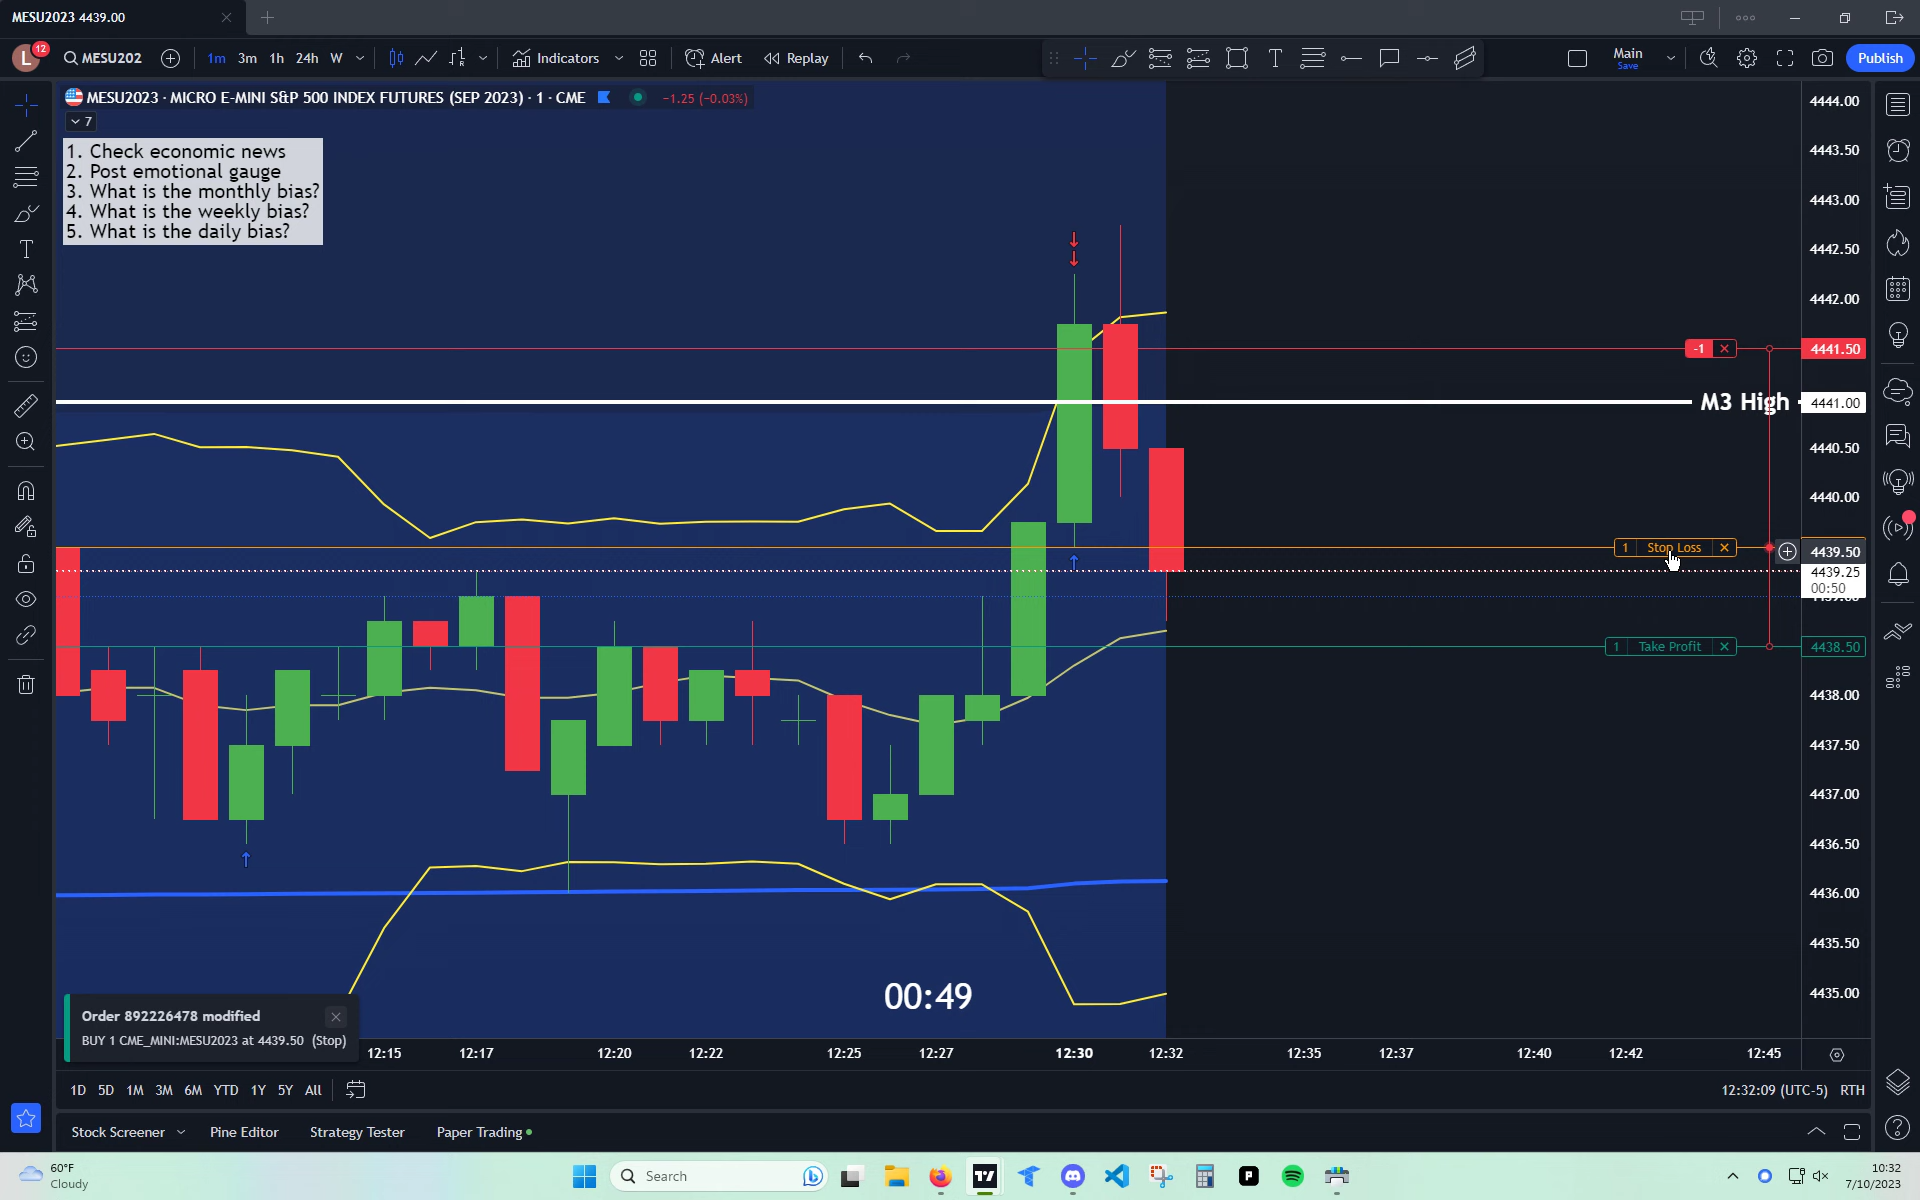 MESU2023 4439.00
L 12 MESU202 1m 3m 1h 24h W Indicators Alert Replay Main Save Publish
MESU2023 · MICRO E-MINI S&P 500 INDEX FUTURES (SEP 2023) · 1 · CME −1.25 (−0.03%)
7
1. Check economic news
2. Post emotional gauge
3. What is the monthly bias?
4. What is the weekly bias?
5. What is the daily bias?
4444.00
4443.50
4443.00
4442.50
4442.00
-1 4441.50
M3 High 4441.00
4440.50
4440.00
1 Stop Loss 4439.50
4439.25
00:50
1 Take Profit 4438.50
4438.00
4437.50
4437.00
4436.50
4436.00
4435.50
4435.00
00:49
Order 892226478 modified
BUY 1 CME_MINI:MESU2023 at 4439.50 (Stop)
12:15 12:17 12:20 12:22 12:25 12:27 12:30 12:32 12:35 12:37 12:40 12:42 12:45
1D 5D 1M 3M 6M YTD 1Y 5Y All 12:32:09 (UTC-5) RTH
Stock Screener Pine Editor Strategy Tester Paper Trading
60°F
Cloudy
Search
10:32
7/10/2023